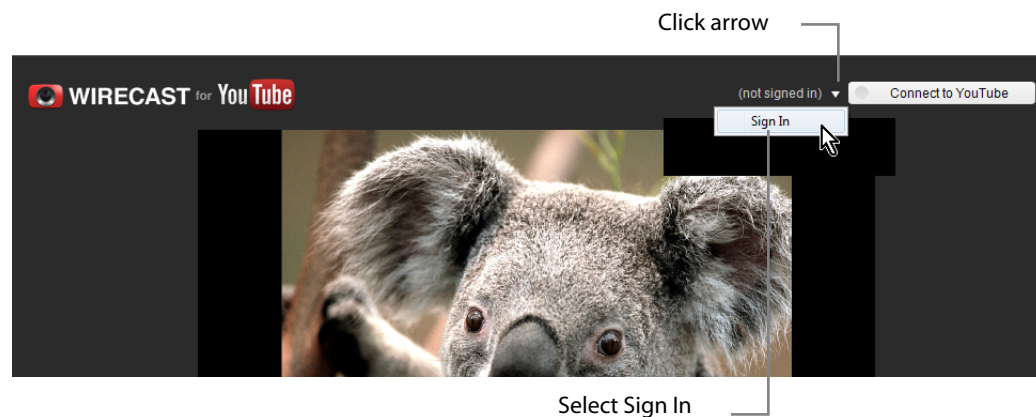 Click arrow
WIRECAST for YouTube
(not signed in)
Connect to YouTube
Sign In
Select Sign In